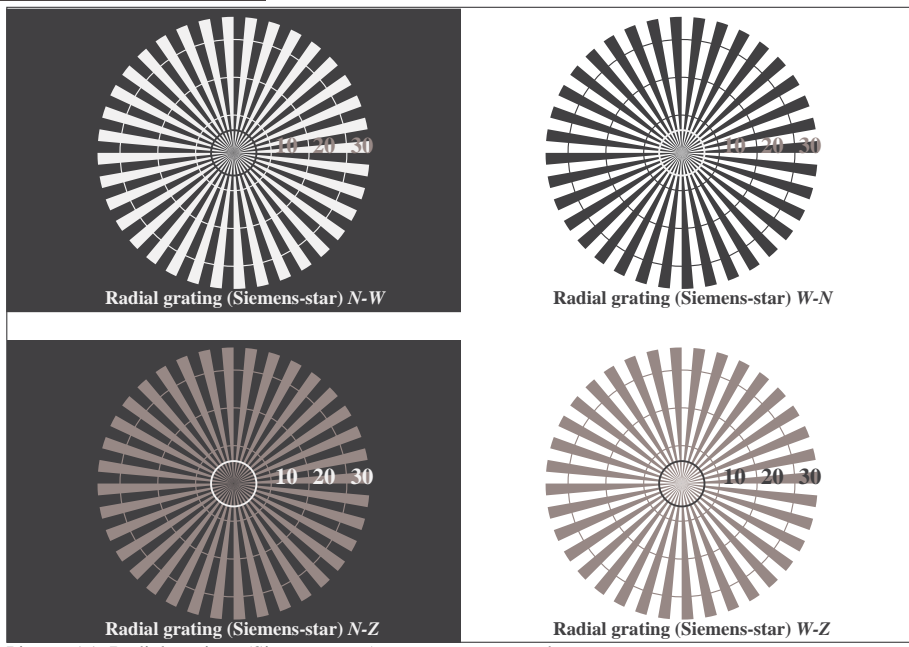 10 20 30
Radial grating (Siemens-star) N-W
10 20 30
Radial grating (Siemens-star) W-N
10 20 30
Radial grating (Siemens-star) N-Z
10 20 30
Radial grating (Siemens-star) W-Z